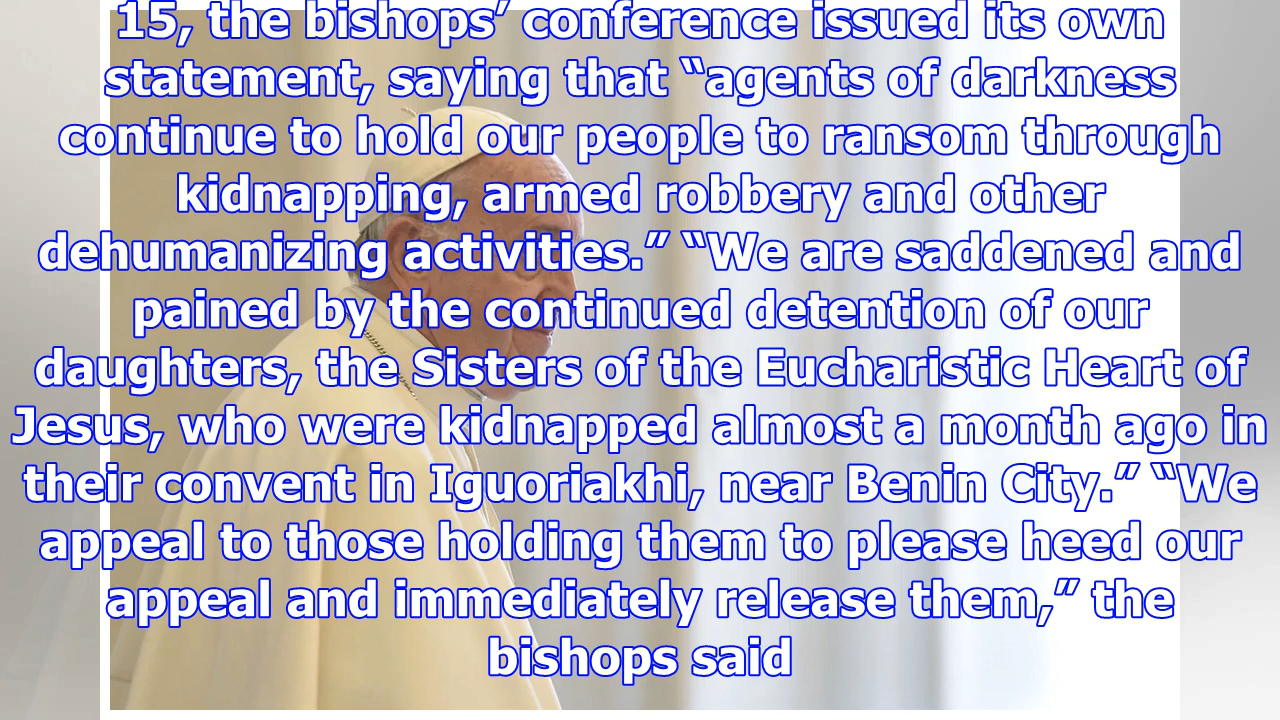 15, the bishops’ conference issued its own
statement, saying that “agents of darkness
continue to hold our people to ransom through
kidnapping, armed robbery and other
dehumanizing activities.” “We are saddened and
pained by the continued detention of our
daughters, the Sisters of the Eucharistic Heart of
Jesus, who were kidnapped almost a month ago in
their convent in Iguoriakhi, near Benin City.” “We
appeal to those holding them to please heed our
appeal and immediately release them,” the
bishops said